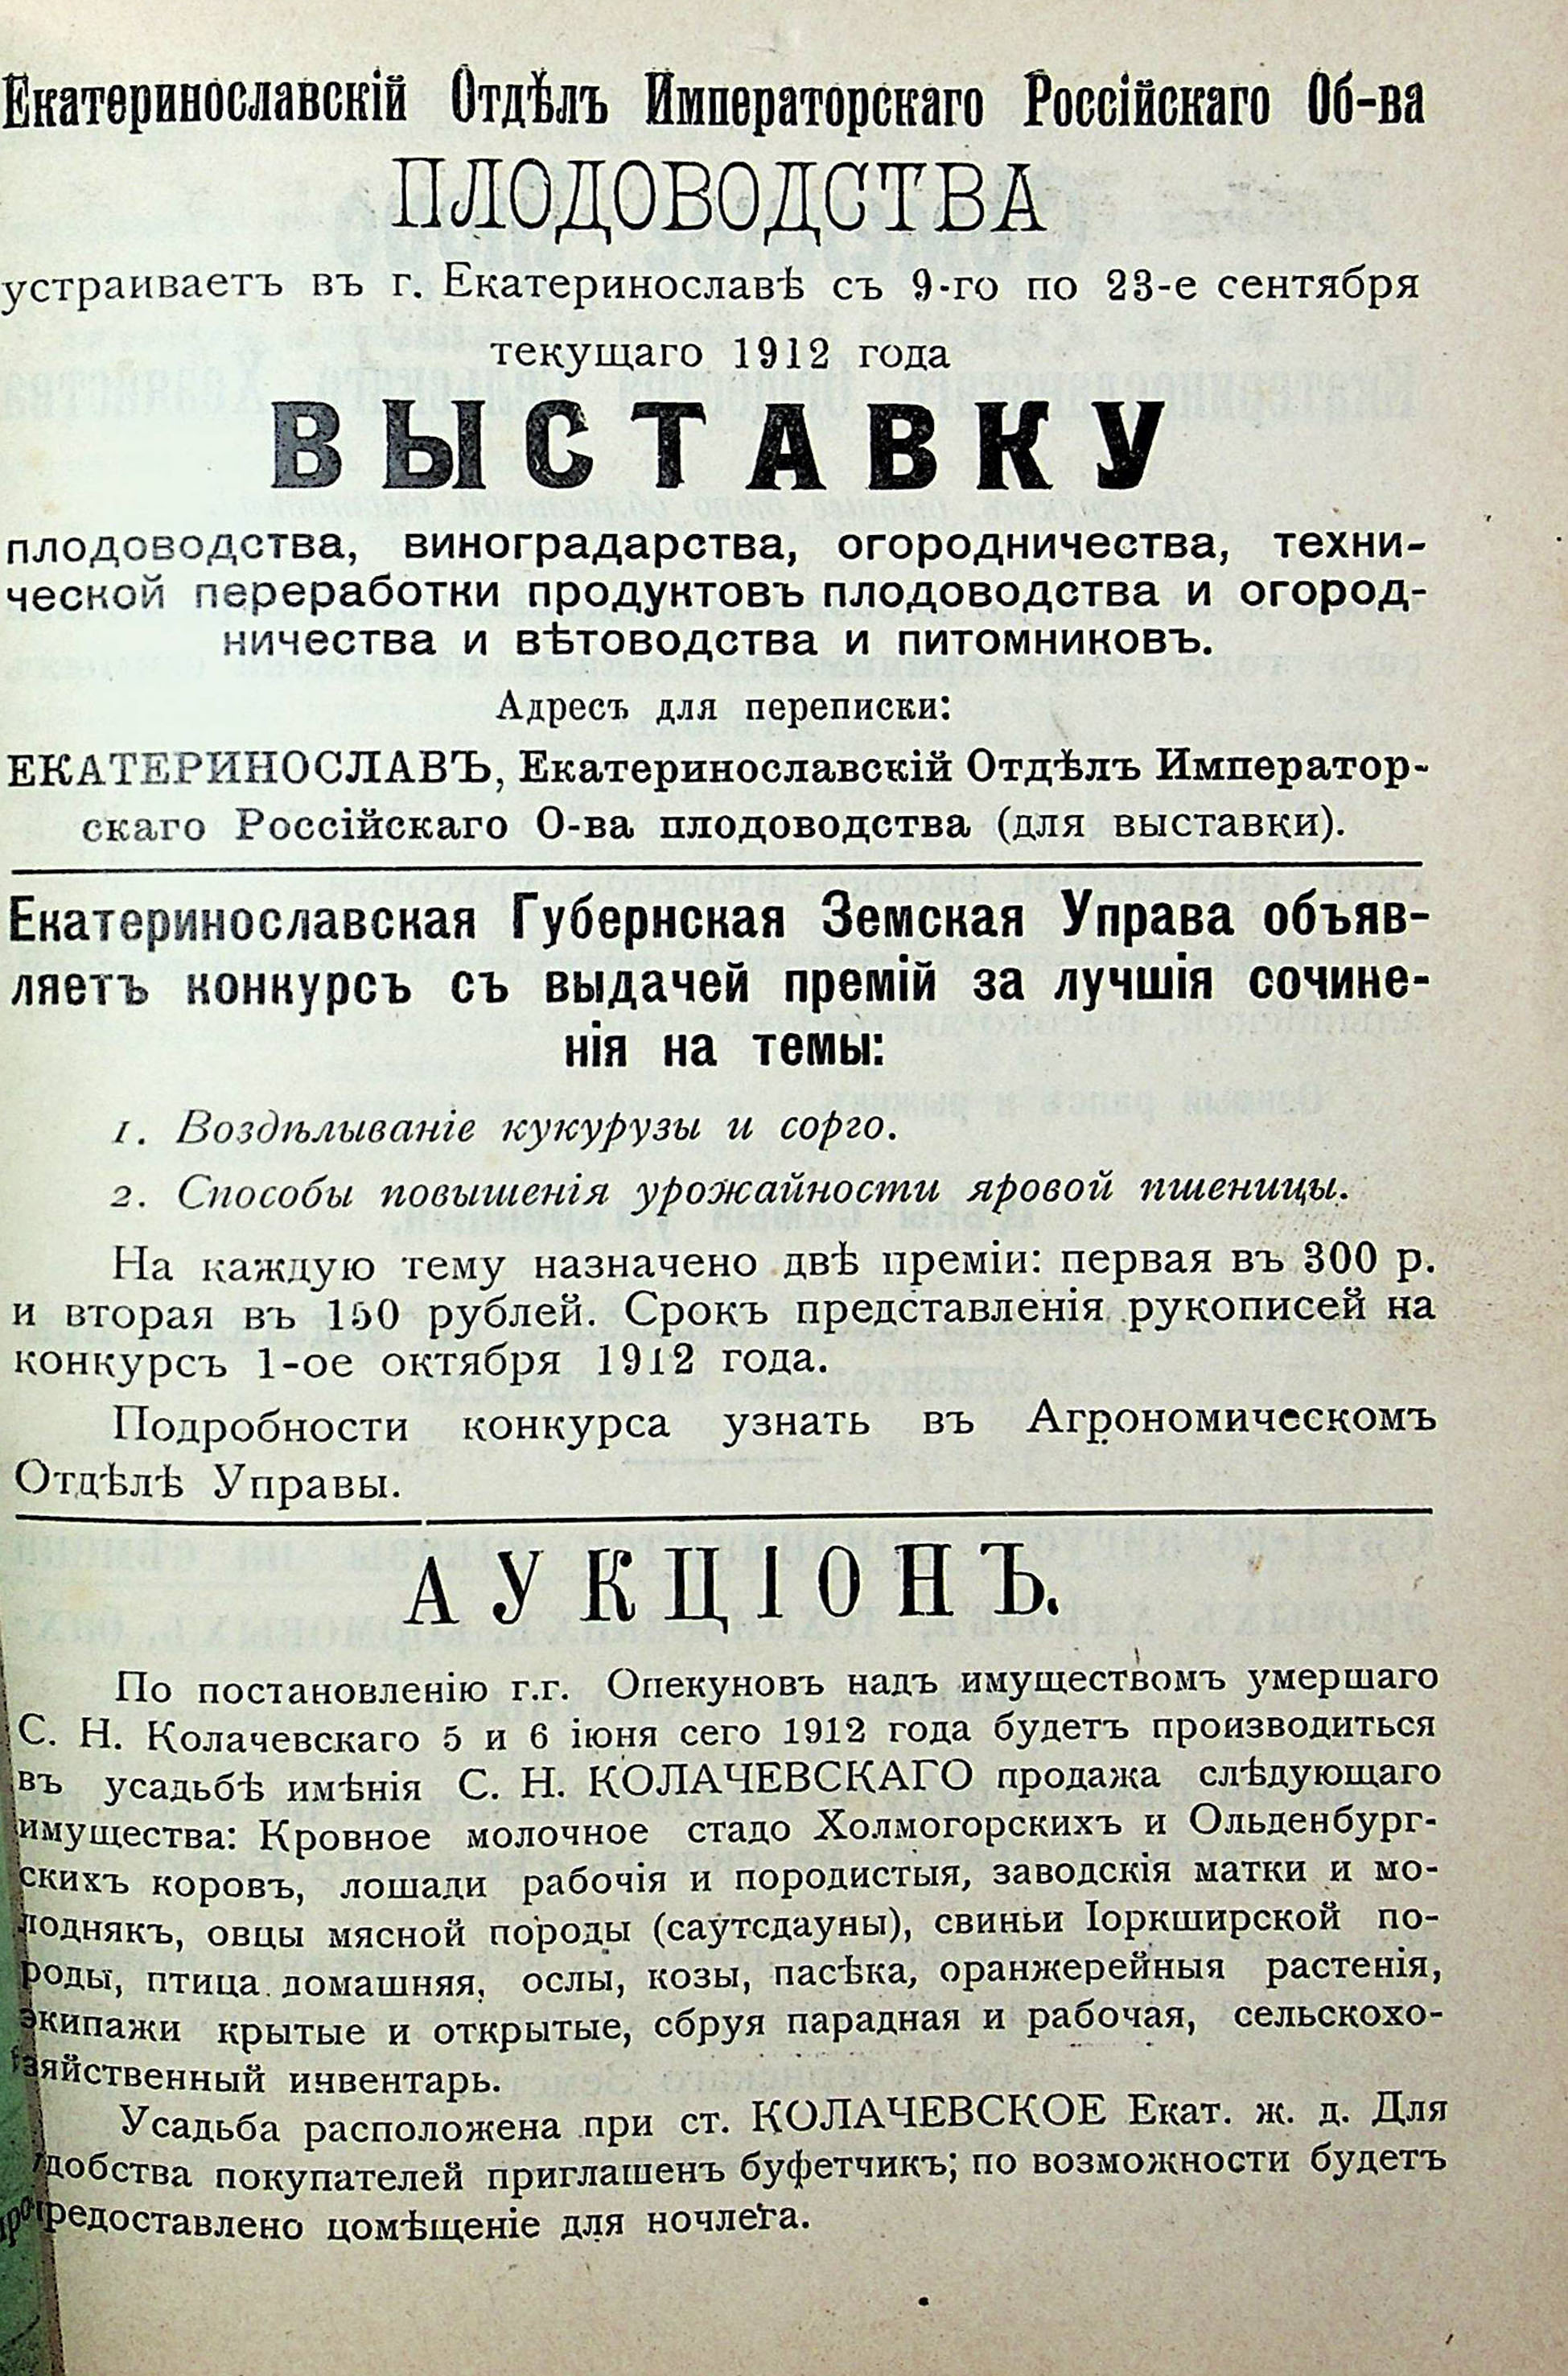 Екатеринославскій Отдѣлъ Императорскаго Россійскаго Об-ва
ПЛОДОВОДСТВА
устраиваетъ въ г. Екатеринославѣ съ 9-го по 23-е сентября
текущаго 1912 года
ВЫСТАВКУ
плодоводства, виноградарства, огородничества, техни-
ческой переработки продуктовъ плодоводства и огород-
ничества и вѣтоводства и питомниковъ.
Адресъ для переписки:
ЕКАТЕРИНОСЛАВЪ, Екатеринославскій Отдѣлъ Император-
скаго Россійскаго О-ва плодоводства (для выставки).
Екатеринославская Губернская Земская Управа объяв-
ляетъ конкурсъ съ выдачей премій за лучшія сочине-
нія на темы:
1. Воздѣлываніе кукурузы и сорго.
2. Способы повышенія урожайности яровой пшеницы.
На каждую тему назначено двѣ преміи: первая въ 300 р.
и вторая въ 150 рублей. Срокъ представленія рукописей на
конкурсъ 1-ое октября 1912 года.
Подробности конкурса узнать въ Агрономическомъ
Отдѣлѣ Управы.
АУКЦІОНЪ.
По постановленію г.г. Опекуновъ надъ имуществомъ умершаго
С. Н. Колачевскаго 5 и 6 іюня сего 1912 года будетъ производиться
въ усадьбѣ имѣнія С. Н. КОЛАЧЕВСКАГО продажа слѣдующаго
имущества: Кровное молочное стадо Холмогорскихъ и Ольденбург-
скихъ коровъ, лошади рабочія и породистыя, заводскія матки и мо-
лоднякъ, овцы мясной породы (саутсдауны), свиньи Іоркширской по-
роды, птица домашняя, ослы, козы, пасѣка, оранжерейныя растенія,
экипажи крытые и открытые, сбруя парадная и рабочая, сельскохо-
зяйственный инвентарь.
Усадьба расположена при ст. КОЛАЧЕВСКОЕ Екат. ж. д. Для
удобства покупателей приглашенъ буфетчикъ; по возможности будетъ
предоставлено цомѣщеніе для ночлега.